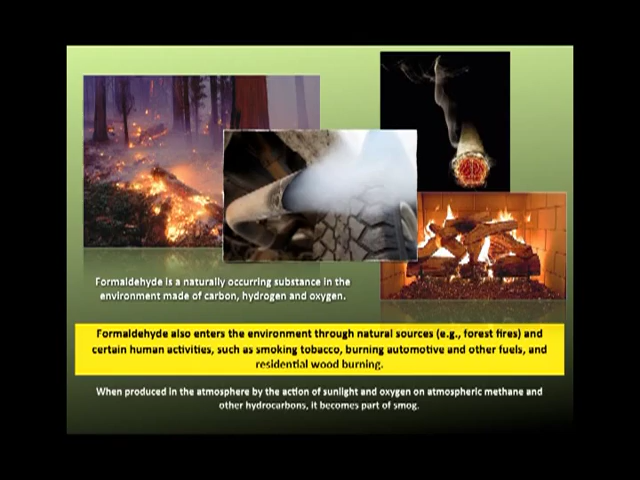 Formaldehyde is a naturally occurring substance in the
environment made of carbon, hydrogen and oxygen.
Formaldehyde also enters the environment through natural sources (e.g., forest fires) and
certain human activities, such as smoking tobacco, burning automotive and other fuels, and
residential wood burning.
When produced in the atmosphere by the action of sunlight and oxygen on atmospheric methane and
other hydrocarbons, it becomes part of smog.